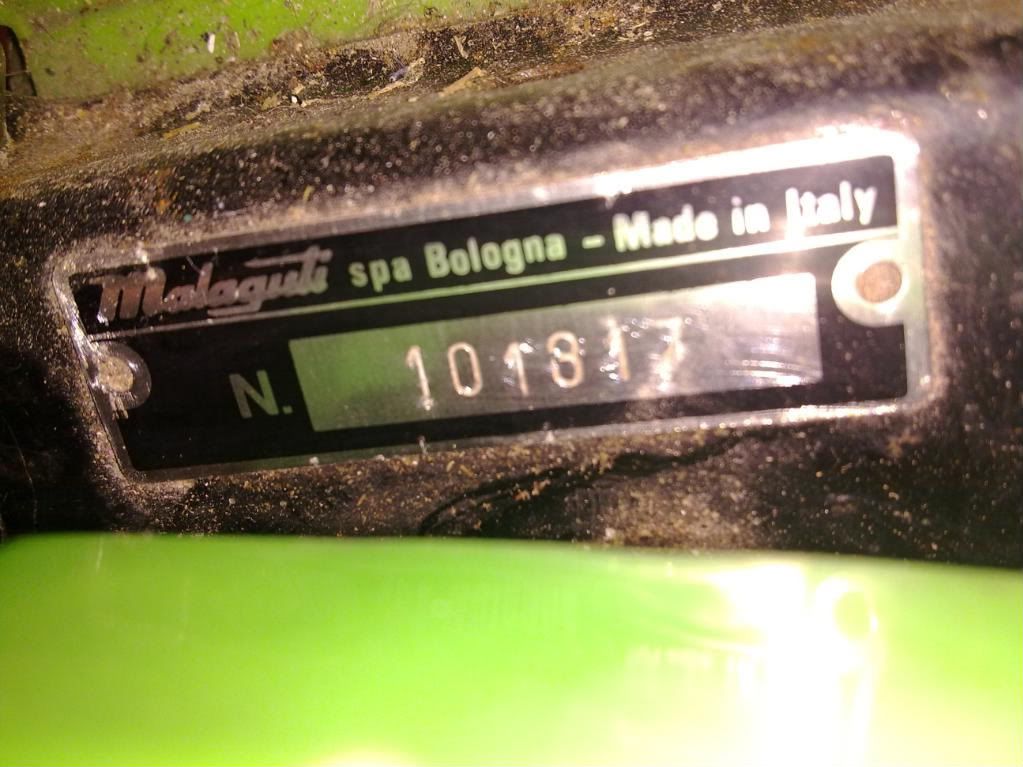 Malaguti spa Bologna – Made in Italy
N. 101817